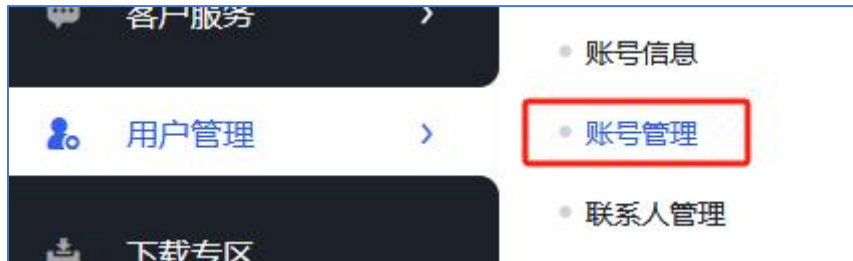 客户服务
用户管理
下载专区
账号信息
账号管理
联系人管理